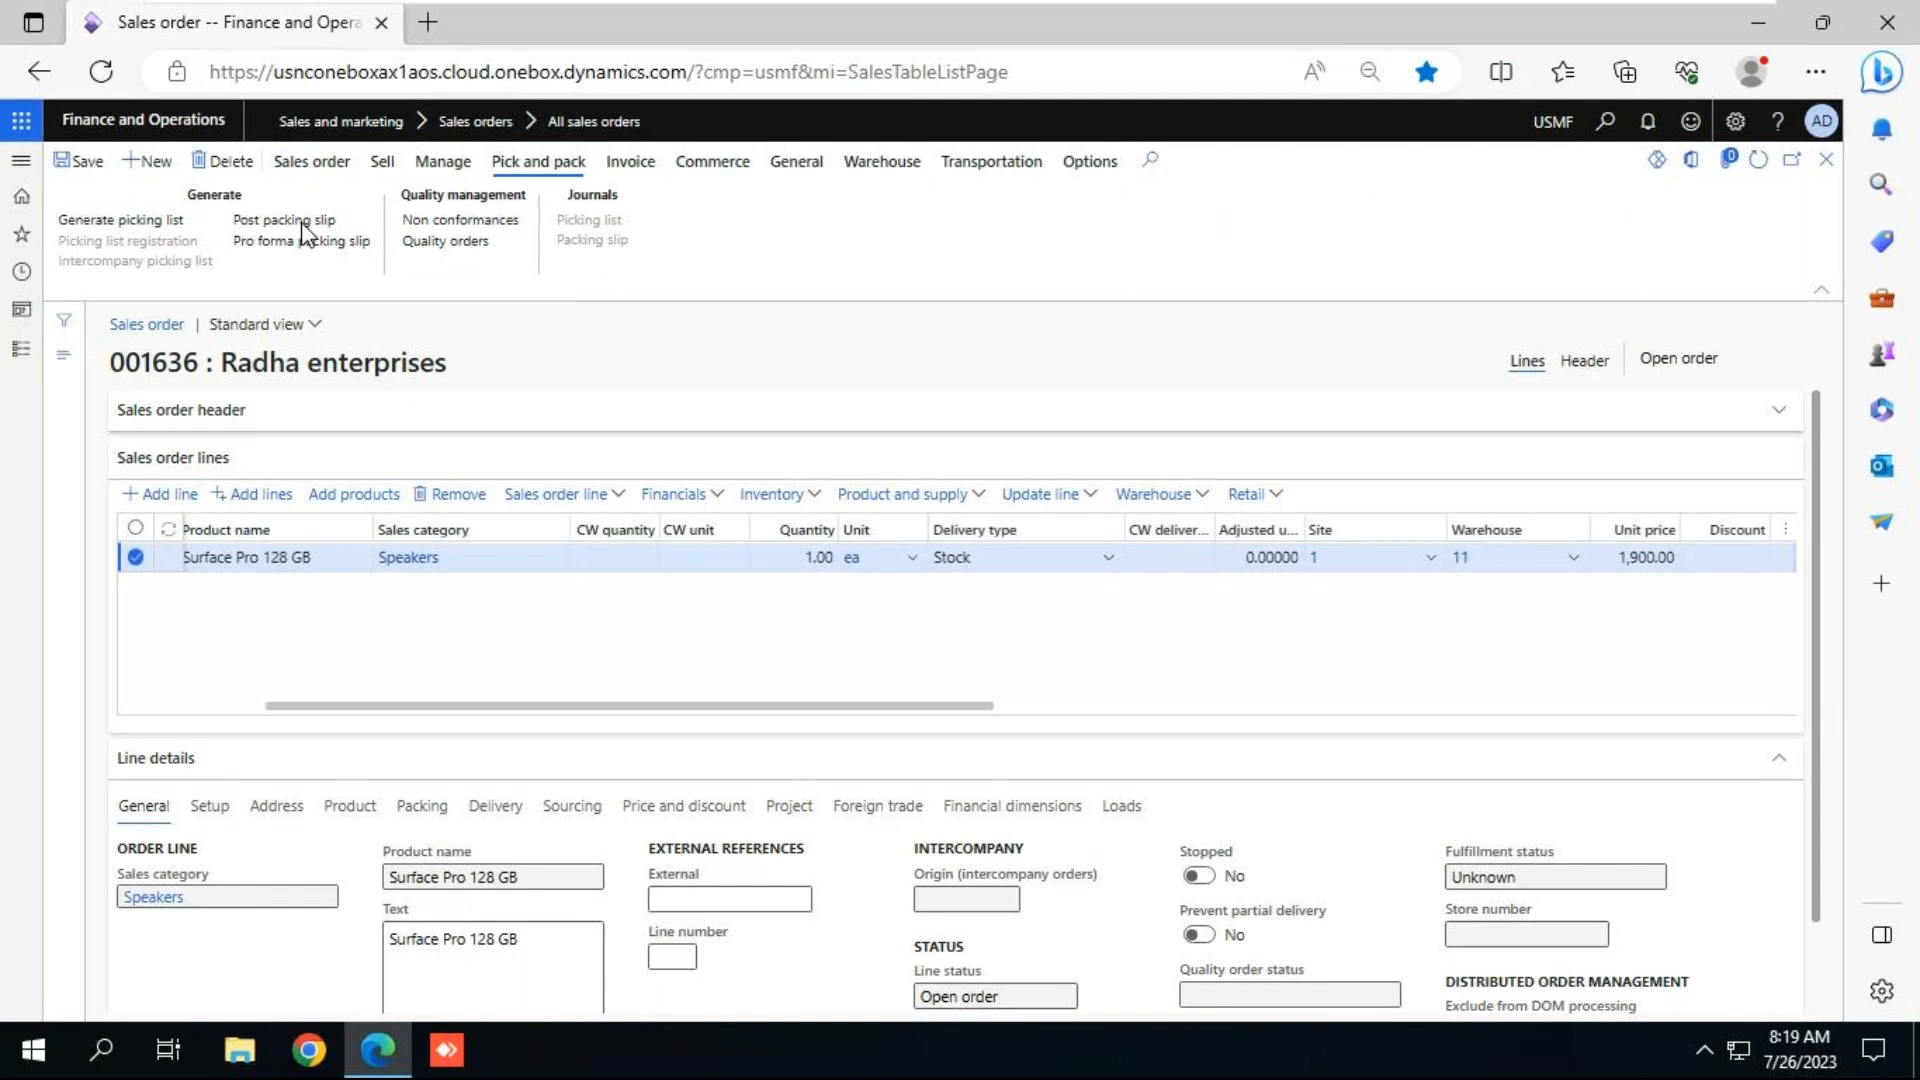 Sales order -- Finance and Opera
https://usnconeboxax1aos.cloud.onebox.dynamics.com/?cmp=usmf&mi=SalesTableListPage
Finance and Operations
Sales and marketing > Sales orders > All sales orders
USMF
AD
Save New Delete Sales order Sell Manage Pick and pack Invoice Commerce General Warehouse Transportation Options
0
Generate Quality management Journals
Generate picking list Post packing slip Non conformances Picking list
Picking list registration Pro forma packing slip Quality orders Packing slip
Intercompany picking list
Sales order | Standard view
001636 : Radha enterprises
Lines Header Open order
Sales order header
Sales order lines
Add line Add lines Add products Remove Sales order line Financials Inventory Product and supply Update line Warehouse Retail
Product name Sales category CW quantity CW unit Quantity Unit Delivery type CW deliver... Adjusted u... Site Warehouse Unit price Discount
Surface Pro 128 GB Speakers 1.00 ea Stock 0.00000 1 11 1,900.00
Line details
General Setup Address Product Packing Delivery Sourcing Price and discount Project Foreign trade Financial dimensions Loads
ORDER LINE
Sales category
Speakers
Product name
Surface Pro 128 GB
Text
Surface Pro 128 GB
EXTERNAL REFERENCES
External
Line number
INTERCOMPANY
Origin (intercompany orders)
STATUS
Line status
Open order
Stopped
No
Prevent partial delivery
No
Quality order status
Fulfillment status
Unknown
Store number
DISTRIBUTED ORDER MANAGEMENT
Exclude from DOM processing
8:19 AM
7/26/2023